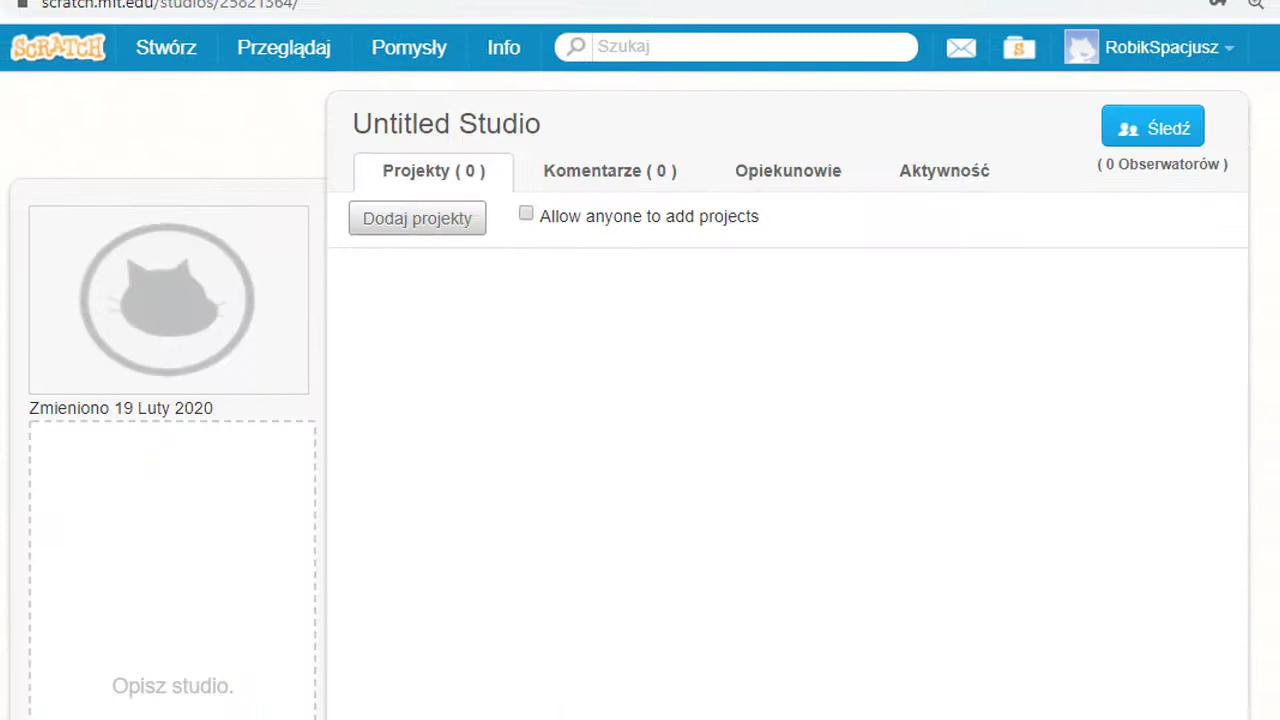 scratch.mit.edu/studios/25821364/
SCRATCH Stwórz Przeglądaj Pomysły Info Szukaj S RobikSpacjusz
Untitled Studio
Śledź
( 0 Obserwatorów )
Projekty ( 0 ) Komentarze ( 0 ) Opiekunowie Aktywność
Dodaj projekty Allow anyone to add projects
Zmieniono 19 Luty 2020
Opisz studio.